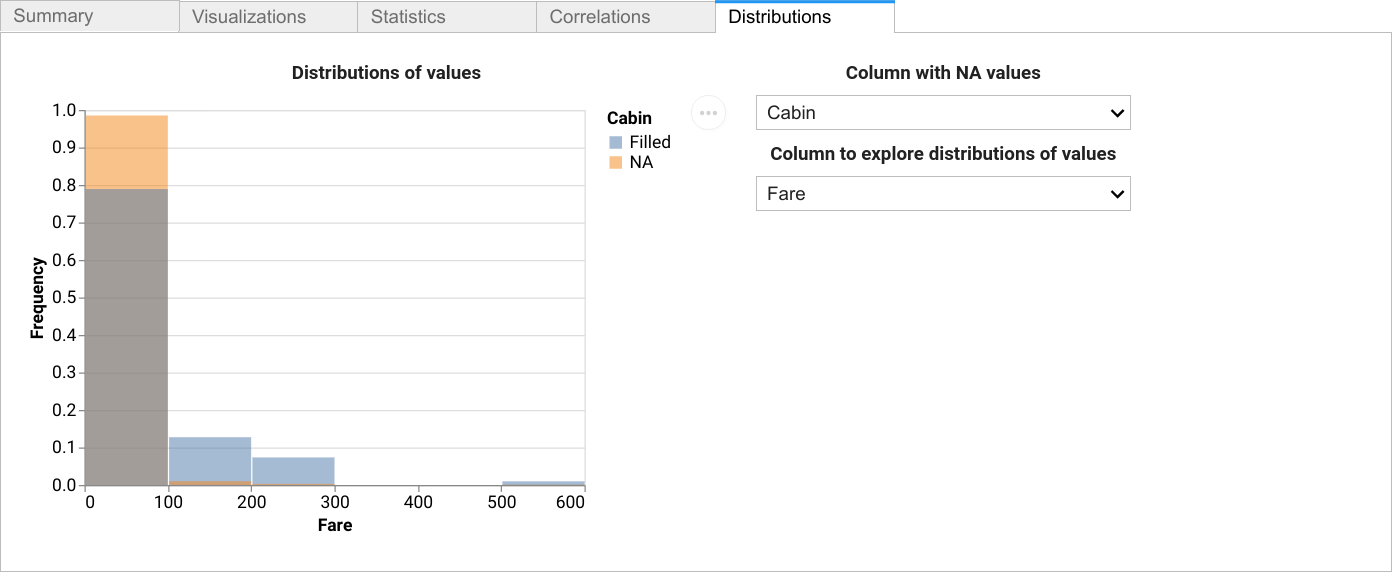 Summary Visualizations Statistics Correlations Distributions
Distributions of values
Column with NA values
Cabin
Column to explore distributions of values
Fare
Cabin
Filled
NA
Frequency
1.0
0.9
0.8
0.7
0.6
0.5
0.4
0.3
0.2
0.1
0.0
0 100 200 300 400 500 600
Fare